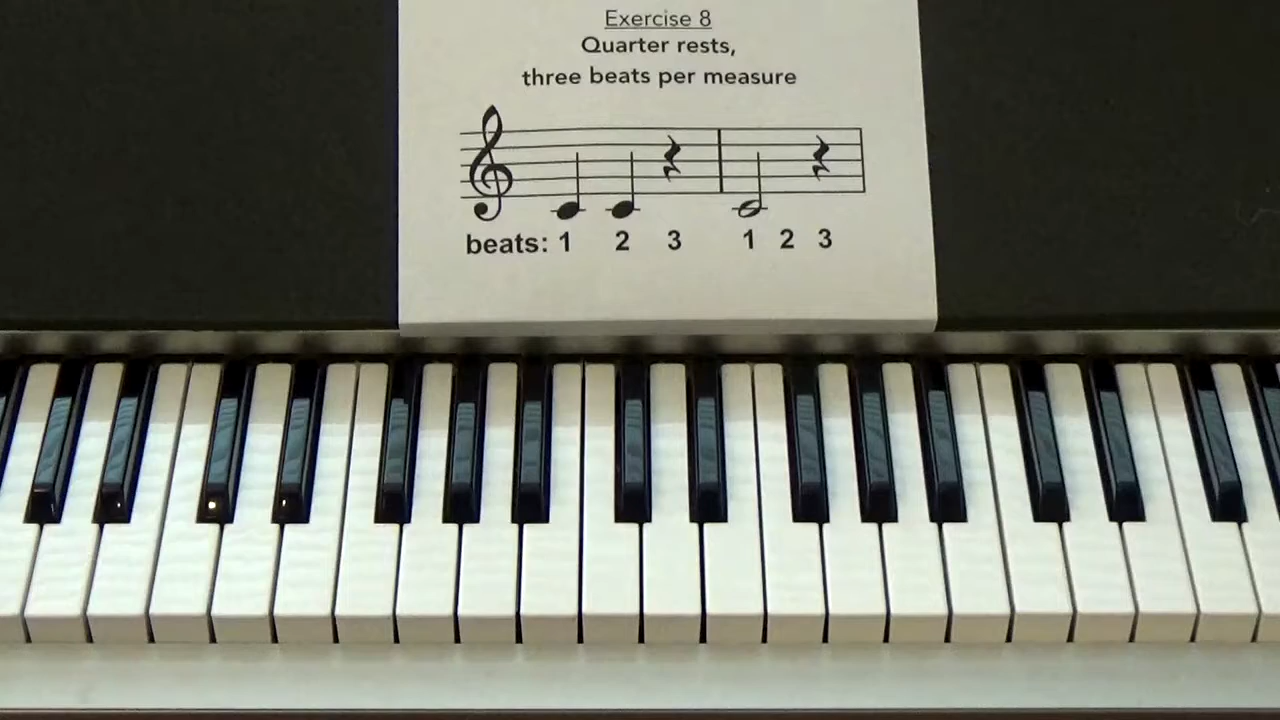 Exercise 8
Quarter rests,
three beats per measure
beats: 1 2 3 1 2 3